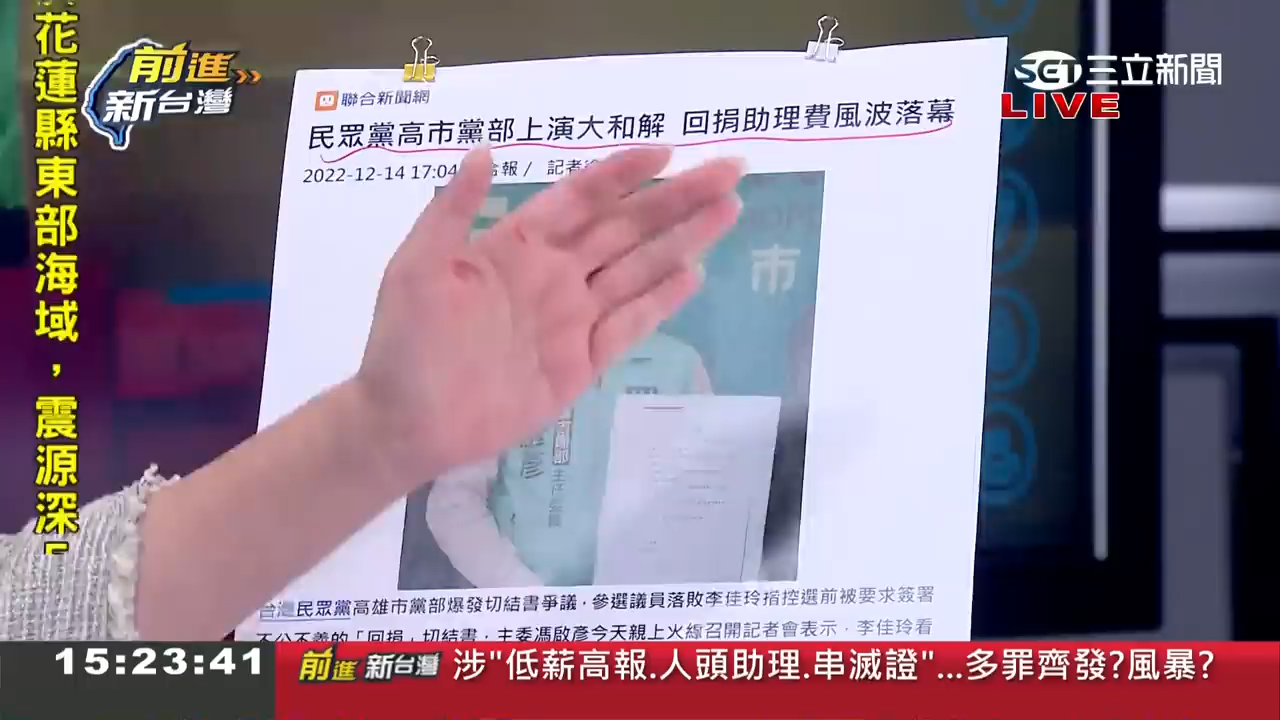 花蓮縣東部海域，震源深
前進
新台灣
SET三立新聞
LIVE
聯合新聞網
民眾黨高市黨部上演大和解 回捐助理費風波落幕
2022-12-14 17:04 合報 / 記者
市
台灣民眾黨高雄市黨部爆發切結書爭議，參選議員落敗李佳玲指控選前被要求簽署
不公不義的「回捐」切結書，主委馮啟彥今天親上火線召開記者會表示，李佳玲看
15:23:41
前進新台灣 涉"低薪高報.人頭助理.串滅證"...多罪齊發?風暴?